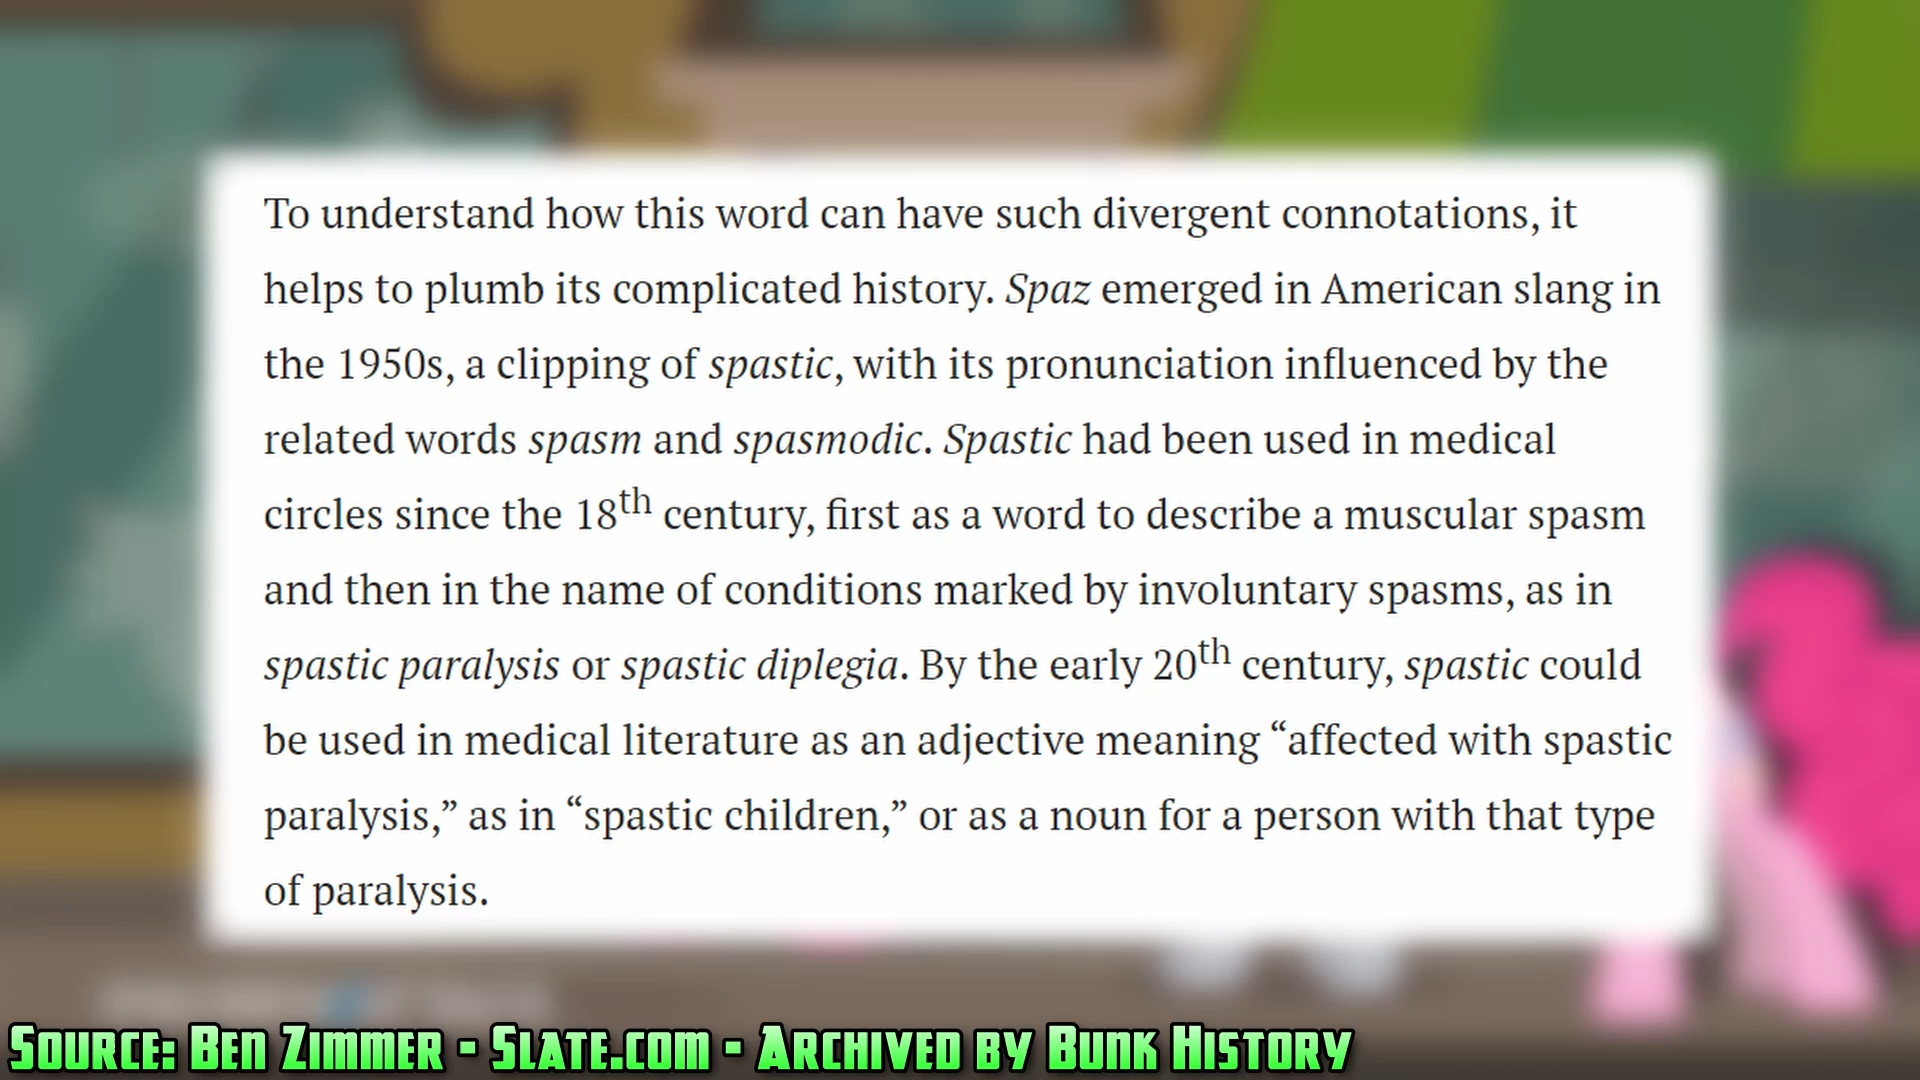 To understand how this word can have such divergent connotations, it
helps to plumb its complicated history. Spaz emerged in American slang in
the 1950s, a clipping of spastic, with its pronunciation influenced by the
related words spasm and spasmodic. Spastic had been used in medical
circles since the 18th century, first as a word to describe a muscular spasm
and then in the name of conditions marked by involuntary spasms, as in
spastic paralysis or spastic diplegia. By the early 20th century, spastic could
be used in medical literature as an adjective meaning “affected with spastic
paralysis,” as in “spastic children,” or as a noun for a person with that type
of paralysis.
Source: Ben Zimmer - Slate.com - Archived by Bunk History